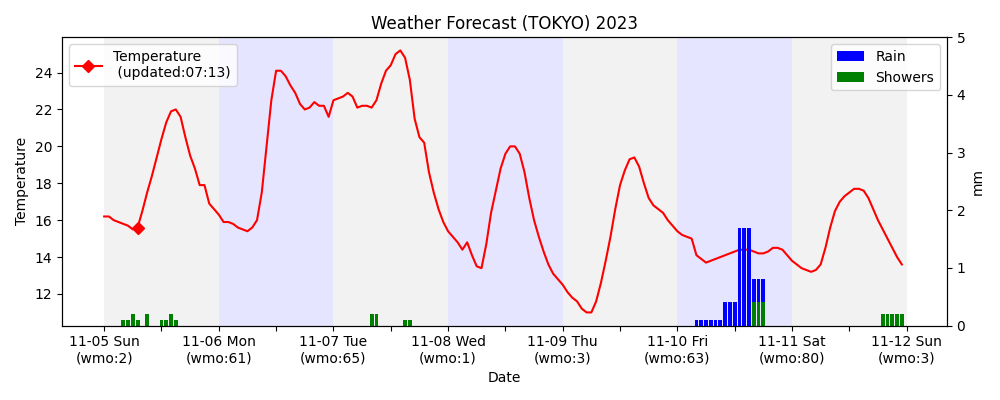 Weather Forecast (TOKYO) 2023
Temperature
(updated:07:13)
Rain
Showers
Temperature
24
22
20
18
16
14
12
5
4
3
2
1
0
mm
11-05 Sun
(wmo:2)
11-06 Mon
(wmo:61)
11-07 Tue
(wmo:65)
11-08 Wed
(wmo:1)
11-09 Thu
(wmo:3)
11-10 Fri
(wmo:63)
11-11 Sat
(wmo:80)
11-12 Sun
(wmo:3)
Date